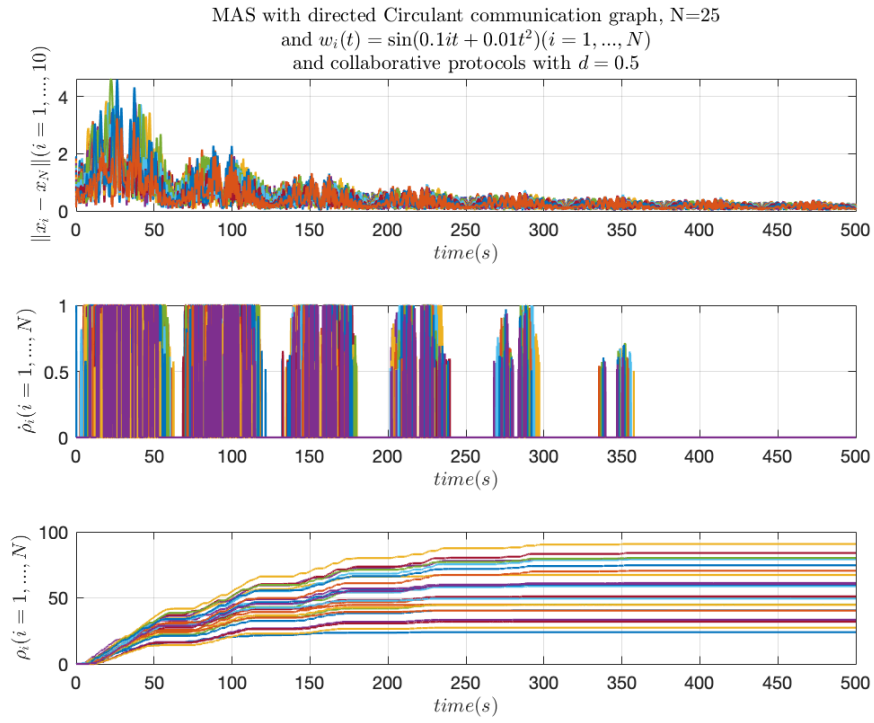 MAS with directed Circulant communication graph, N=25
and w_i(t) = sin(0.1it + 0.01t²)(i = 1, ..., N)
and collaborative protocols with d = 0.5
‖x_i − x_N‖(i = 1, ..., 10)
4
2
0
0 50 100 150 200 250 300 350 400 450 500
time(s)
ρ̇_i(i = 1, ..., N)
1
0.5
0
0 50 100 150 200 250 300 350 400 450 500
time(s)
ρ_i(i = 1, ..., N)
100
50
0
0 50 100 150 200 250 300 350 400 450 500
time(s)